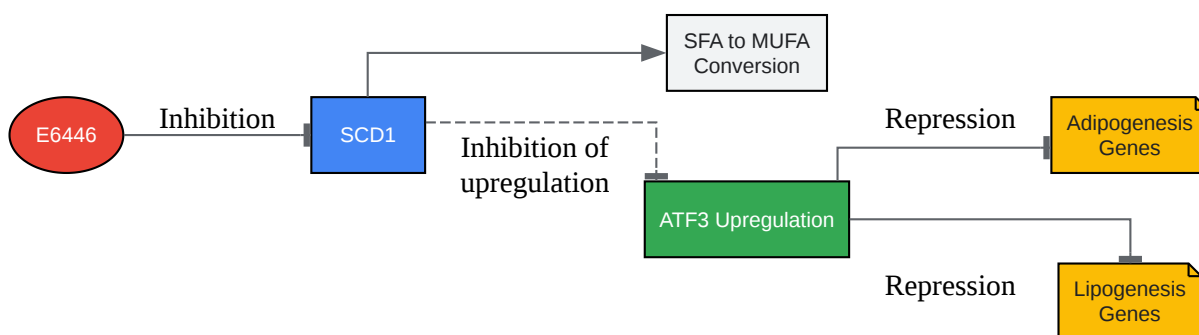 SFA to MUFA
Conversion
E6446
Inhibition
SCD1
Inhibition of
upregulation
Repression
Adipogenesis
Genes
ATF3 Upregulation
Repression
Lipogenesis
Genes